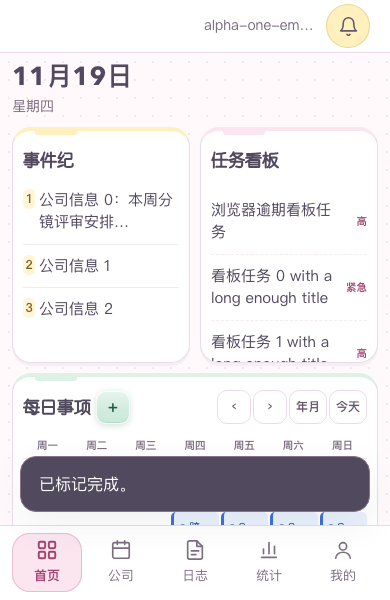 alpha-one-em...
11月19日
星期四
事件纪
1 公司信息 0：本周分
镜评审安排...
2 公司信息 1
3 公司信息 2
任务看板
浏览器逾期看板任
务
高
看板任务 0 with a
long enough title
紧急
看板任务 1 with a
long enough title
高
每日事项 +
‹ › 年月 今天
周一 周二 周三 周四 周五 周六 周日
已标记完成。
首页 公司 日志 统计 我的